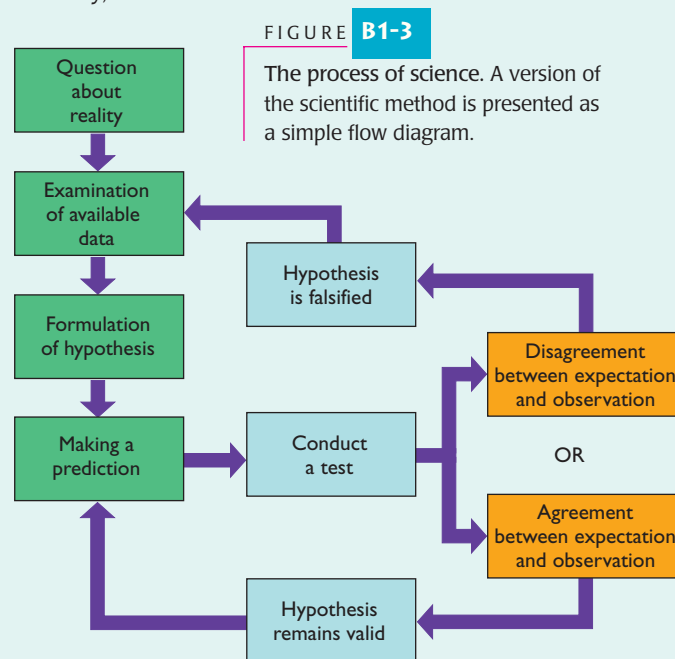 FIGURE B1-3
The process of science. A version of
the scientific method is presented as
a simple flow diagram.
Question
about
reality
Examination
of available
data
Hypothesis
is falsified
Formulation
of hypothesis
Disagreement
between expectation
and observation
Making a
prediction
Conduct
a test
OR
Agreement
between expectation
and observation
Hypothesis
remains valid